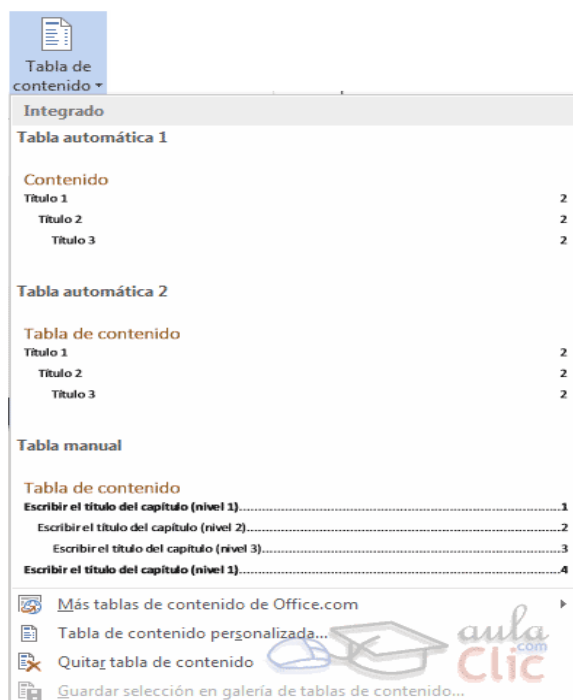 Tabla de
contenido
Integrado
Tabla automática 1
Contenido
Título 1 2
Título 2 2
Título 3 2
Tabla automática 2
Tabla de contenido
Título 1 2
Título 2 2
Título 3 2
Tabla manual
Tabla de contenido
Escribir el título del capítulo (nivel 1)........................................1
Escribir el título del capítulo (nivel 2)........................................2
Escribir el título del capítulo (nivel 3)........................................3
Escribir el título del capítulo (nivel 1)........................................4
Más tablas de contenido de Office.com
Tabla de contenido personalizada...
Quitar tabla de contenido
Guardar selección en galería de tablas de contenido...
aula
.com
Clic